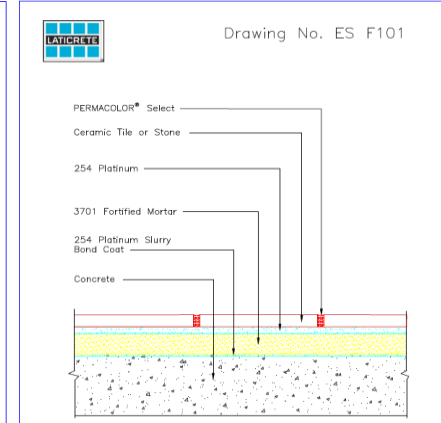 LATICRETE
Drawing No. ES F101
PERMACOLOR® Select
Ceramic Tile or Stone
254 Platinum
3701 Fortified Mortar
254 Platinum Slurry
Bond Coat
Concrete